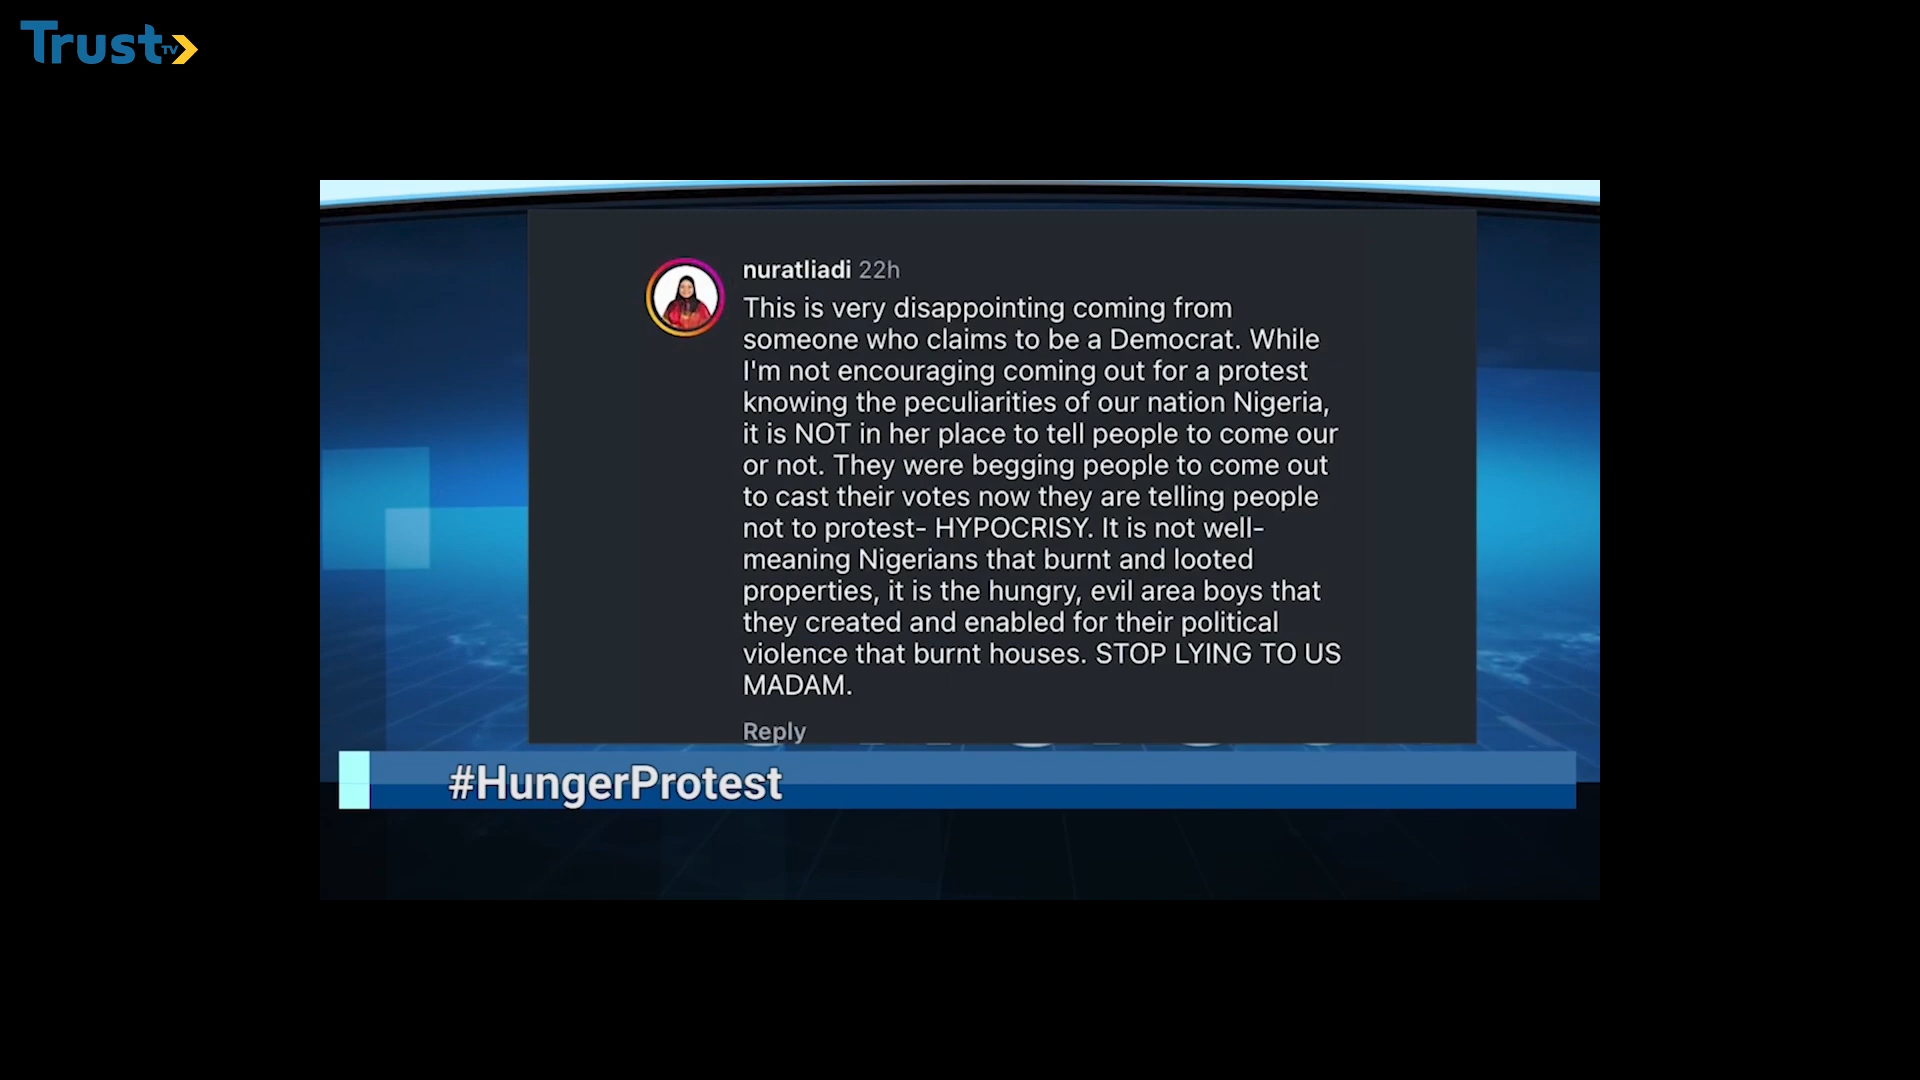 Trust TV
nuratliadi 22h
This is very disappointing coming from
someone who claims to be a Democrat. While
I'm not encouraging coming out for a protest
knowing the peculiarities of our nation Nigeria,
it is NOT in her place to tell people to come our
or not. They were begging people to come out
to cast their votes now they are telling people
not to protest- HYPOCRISY. It is not well-
meaning Nigerians that burnt and looted
properties, it is the hungry, evil area boys that
they created and enabled for their political
violence that burnt houses. STOP LYING TO US
MADAM.
Reply
#HungerProtest